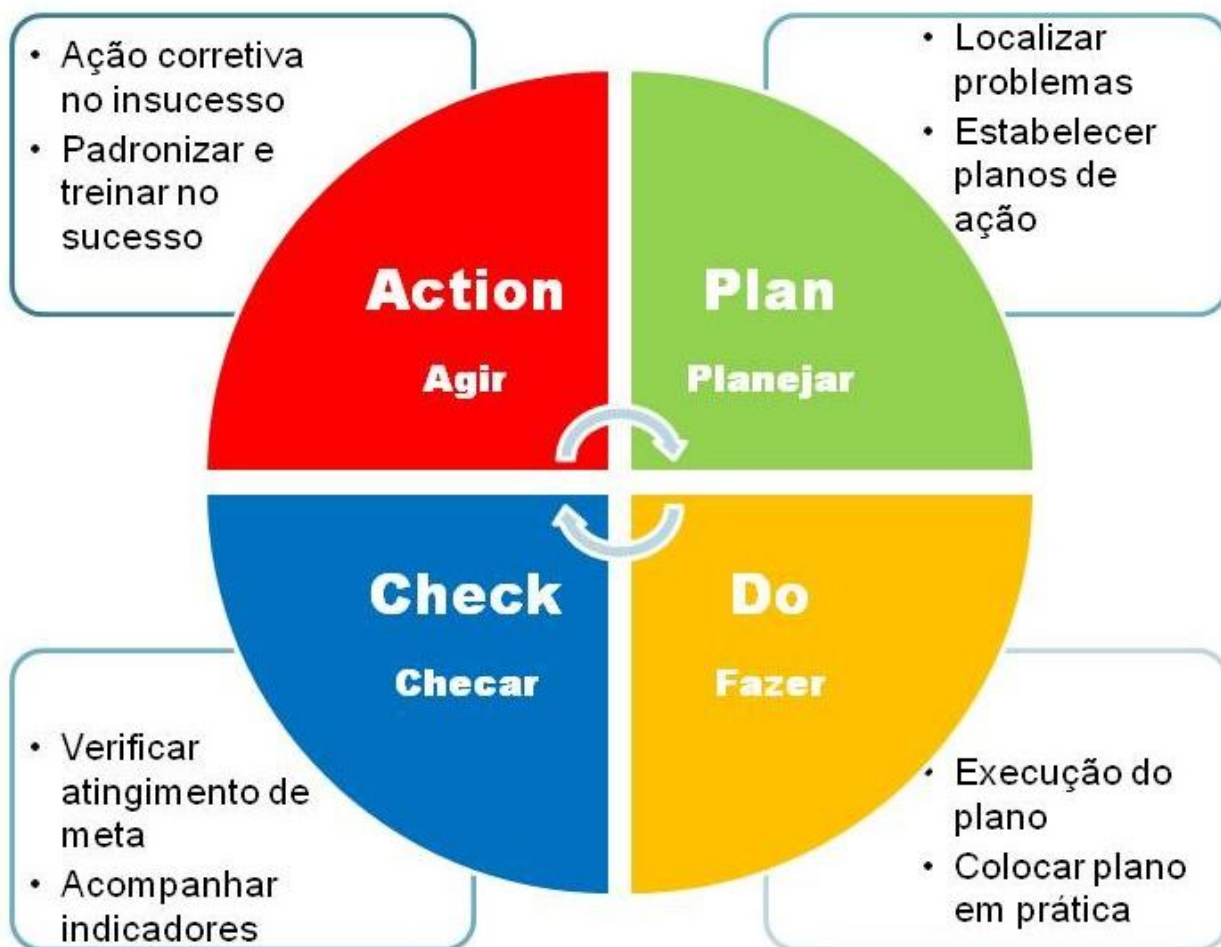 • Ação corretiva
no insucesso
• Padronizar e
treinar no
sucesso
• Localizar
problemas
• Estabelecer
planos de
ação
Action
Agir
Plan
Planejar
Check
Checar
Do
Fazer
• Verificar
atingimento de
meta
• Acompanhar
indicadores
• Execução do
plano
• Colocar plano
em prática